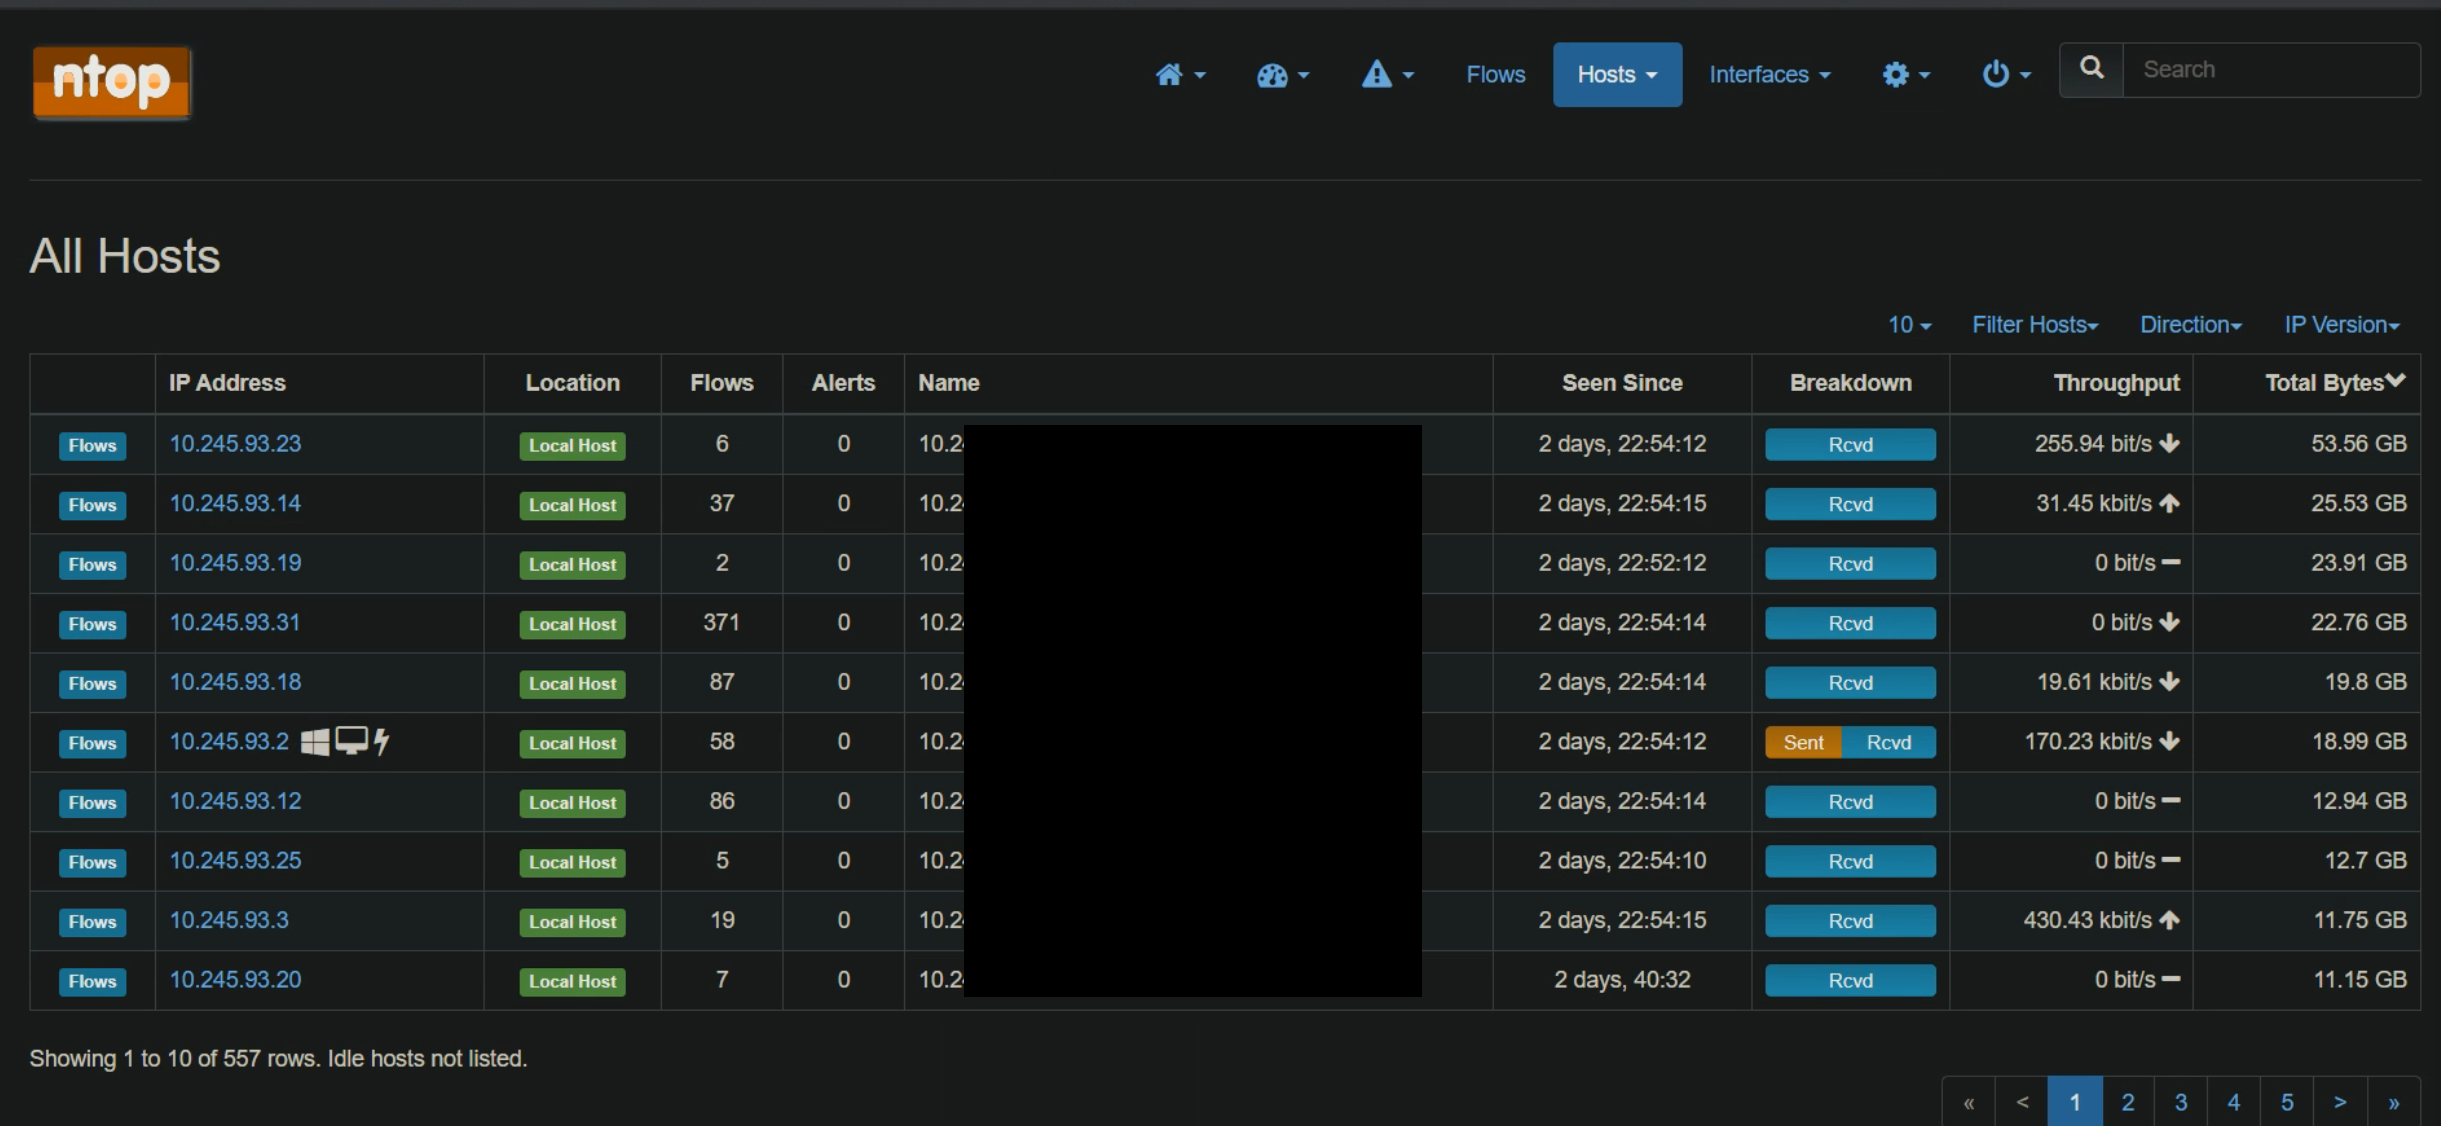 ntop
Flows Hosts Interfaces Search
All Hosts
10 Filter Hosts Direction IP Version
IP Address Location Flows Alerts Name Seen Since Breakdown Throughput Total Bytes
Flows 10.245.93.23 Local Host 6 0 10.2 2 days, 22:54:12 Rcvd 255.94 bit/s 53.56 GB
Flows 10.245.93.14 Local Host 37 0 10.2 2 days, 22:54:15 Rcvd 31.45 kbit/s 25.53 GB
Flows 10.245.93.19 Local Host 2 0 10.2 2 days, 22:52:12 Rcvd 0 bit/s 23.91 GB
Flows 10.245.93.31 Local Host 371 0 10.2 2 days, 22:54:14 Rcvd 0 bit/s 22.76 GB
Flows 10.245.93.18 Local Host 87 0 10.2 2 days, 22:54:14 Rcvd 19.61 kbit/s 19.8 GB
Flows 10.245.93.2 Local Host 58 0 10.2 2 days, 22:54:12 Sent Rcvd 170.23 kbit/s 18.99 GB
Flows 10.245.93.12 Local Host 86 0 10.2 2 days, 22:54:14 Rcvd 0 bit/s 12.94 GB
Flows 10.245.93.25 Local Host 5 0 10.2 2 days, 22:54:10 Rcvd 0 bit/s 12.7 GB
Flows 10.245.93.3 Local Host 19 0 10.2 2 days, 22:54:15 Rcvd 430.43 kbit/s 11.75 GB
Flows 10.245.93.20 Local Host 7 0 10.2 2 days, 40:32 Rcvd 0 bit/s 11.15 GB
Showing 1 to 10 of 557 rows. Idle hosts not listed.
« < 1 2 3 4 5 > »